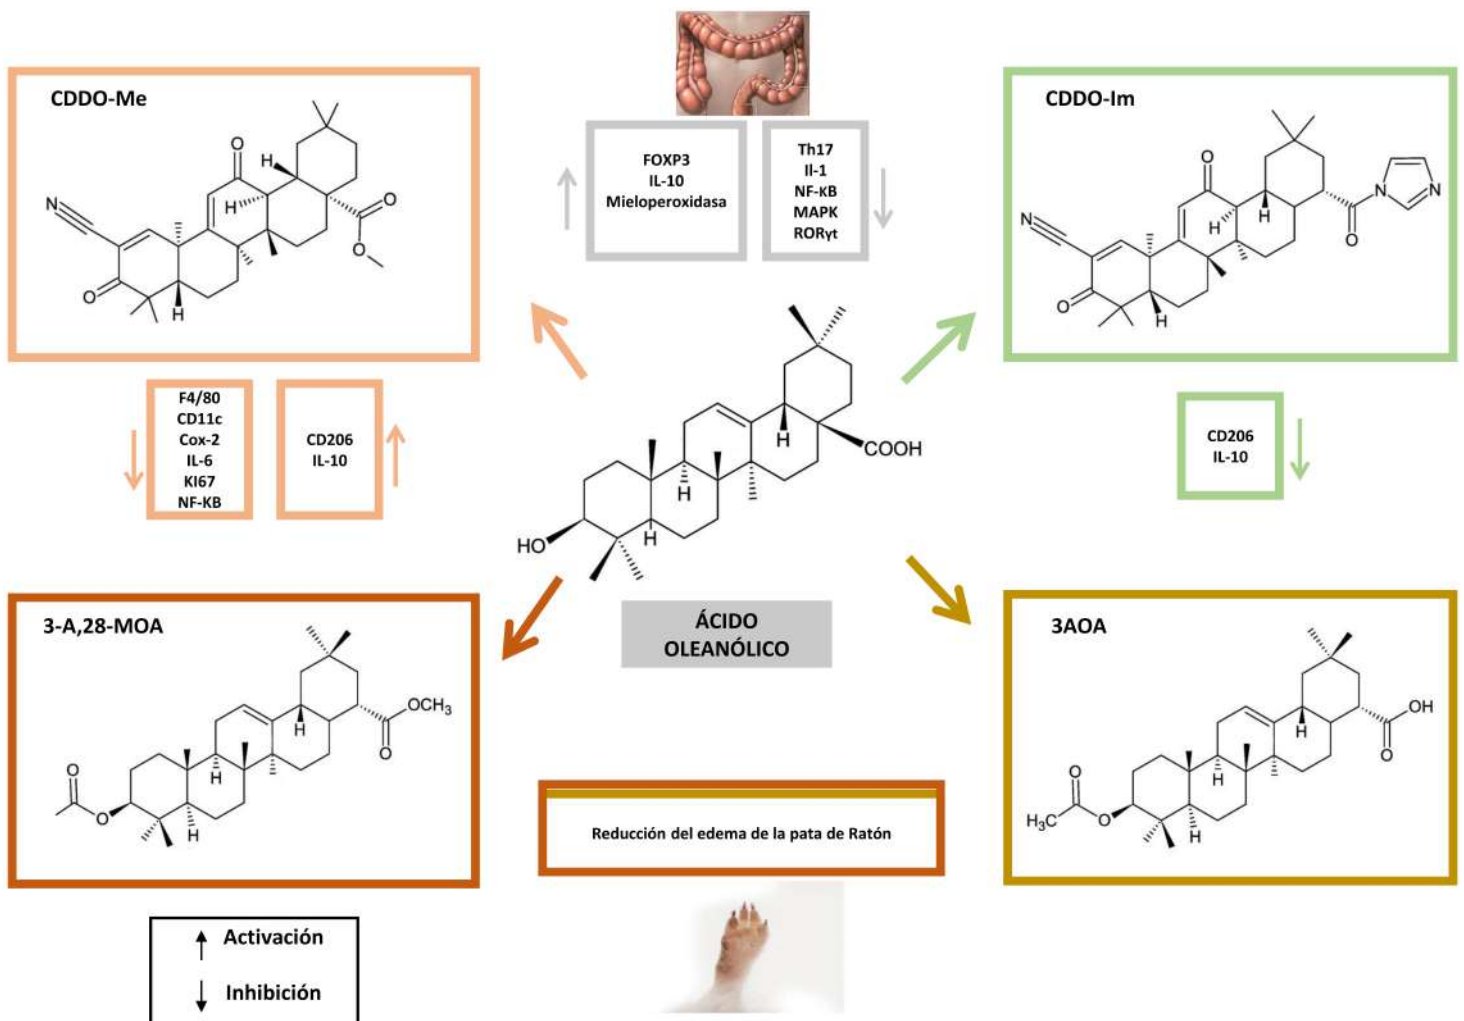 CDDO-Me
O
H
H
N
O
O
O
H
FOXP3
IL-10
Mieloperoxidasa
Th17
Il-1
NF-κB
MAPK
RORγt
CDDO-Im
O
N
N
H
H
O
N
O
H
F4/80
CD11c
Cox-2
IL-6
KI67
NF-KB
CD206
IL-10
H
COOH
H
H
HO
CD206
IL-10
ÁCIDO
OLEANÓLICO
3-A,28-MOA
OCH3
H
O
H
O
O
H
3AOA
OH
H
O
H
O
H3C
O
H
Reducción del edema de la pata de Ratón
Activación
Inhibición